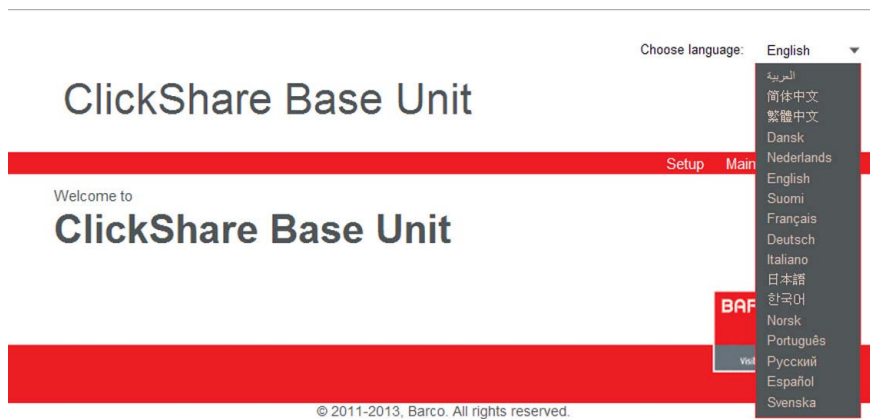 Choose language: English
ClickShare Base Unit
العربية
简体中文
繁體中文
Dansk
Nederlands
English
Suomi
Français
Deutsch
Italiano
日本語
한국어
Norsk
Português
Русский
Español
Svenska
Setup Main
Welcome to
ClickShare Base Unit
© 2011-2013, Barco. All rights reserved.